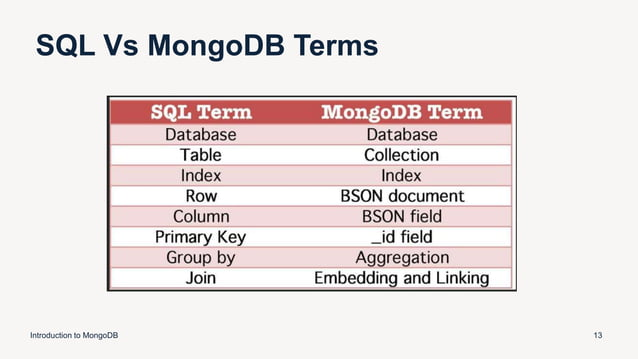 SQL Vs MongoDB Terms
SQL Term MongoDB Term
Database Database
Table Collection
Index Index
Row BSON document
Column BSON field
Primary Key _id field
Group by Aggregation
Join Embedding and Linking
Introduction to MongoDB 13